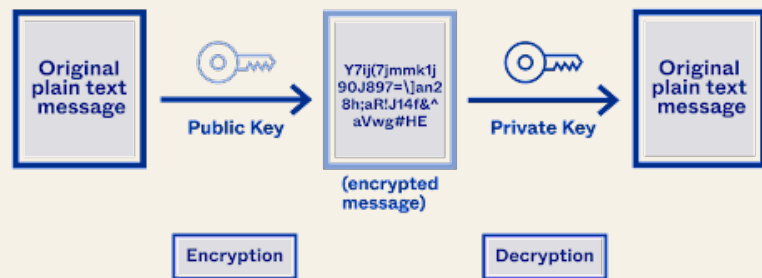 Original
plain text
message
Public Key
Y7ij(7jmmk1j
90J897=\]an2
8h;aR!J14f&^
aVwg#HE
(encrypted
message)
Private Key
Original
plain text
message
Encryption
Decryption